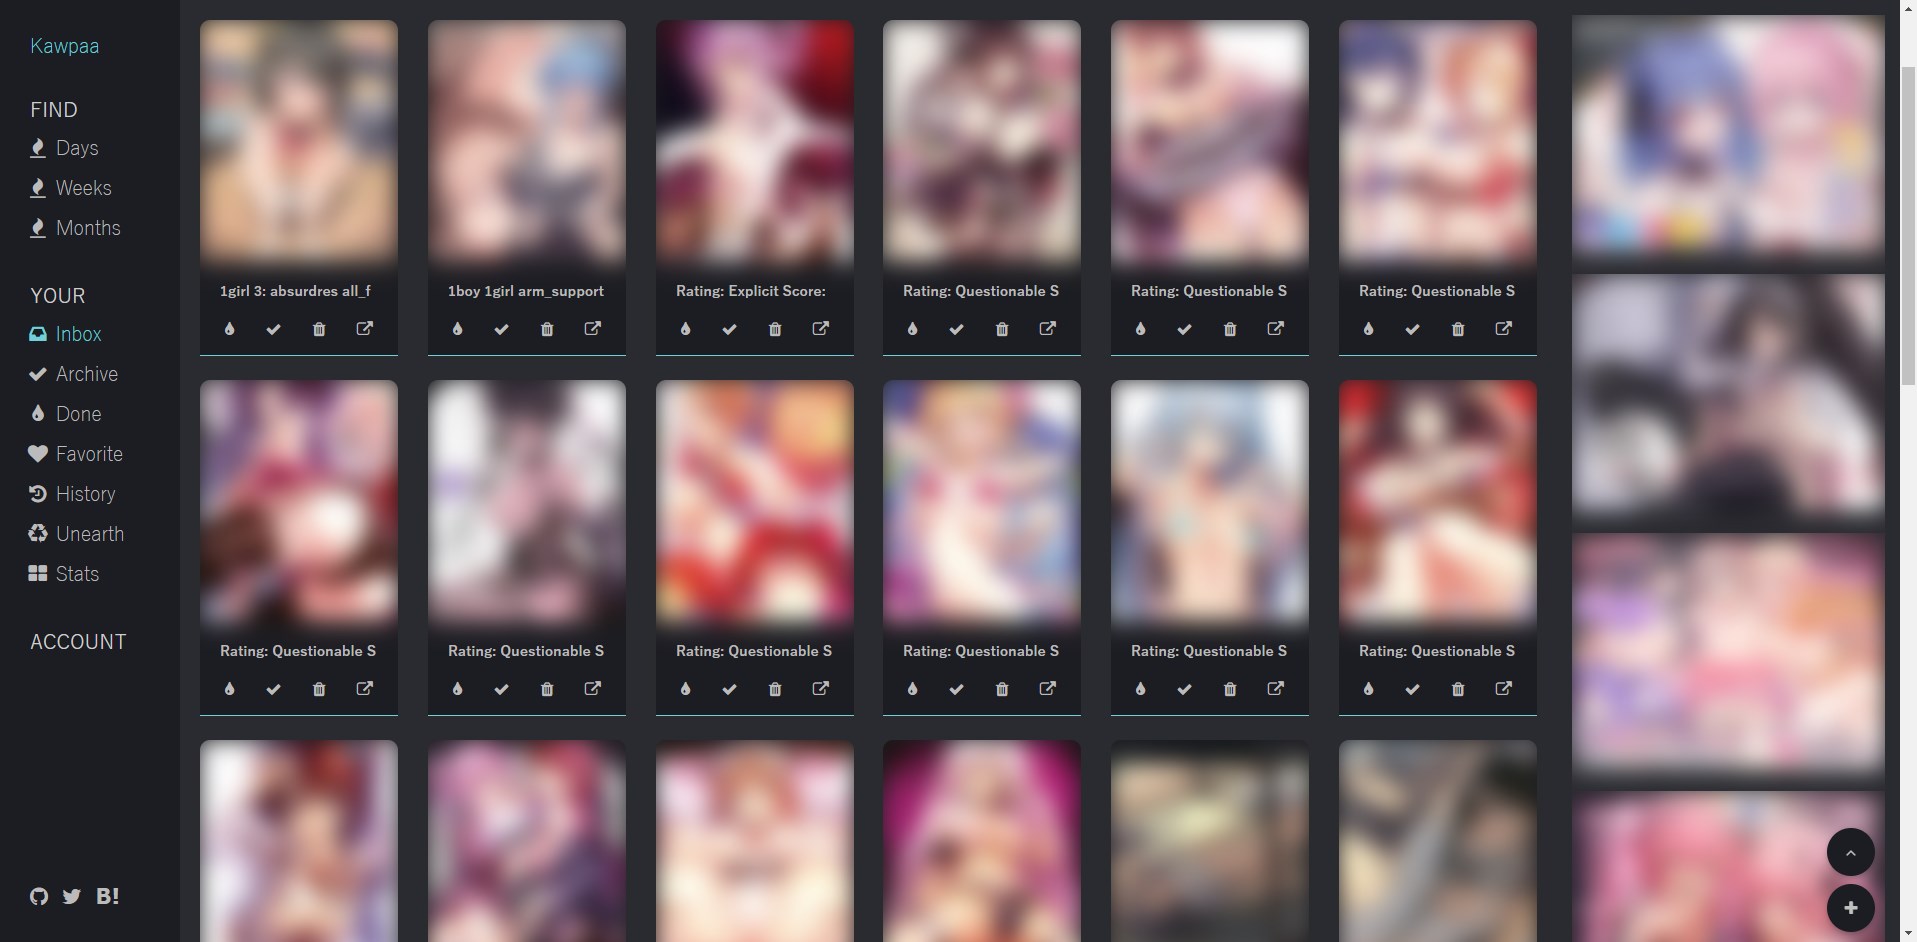 Kawpaa
FIND
Days
Weeks
Months
YOUR
Inbox
Archive
Done
Favorite
History
Unearth
Stats
ACCOUNT
B!
1girl 3: absurdres all_f
1boy 1girl arm_support
Rating: Explicit Score:
Rating: Questionable S
Rating: Questionable S
Rating: Questionable S
Rating: Questionable S
Rating: Questionable S
Rating: Questionable S
Rating: Questionable S
Rating: Questionable S
Rating: Questionable S